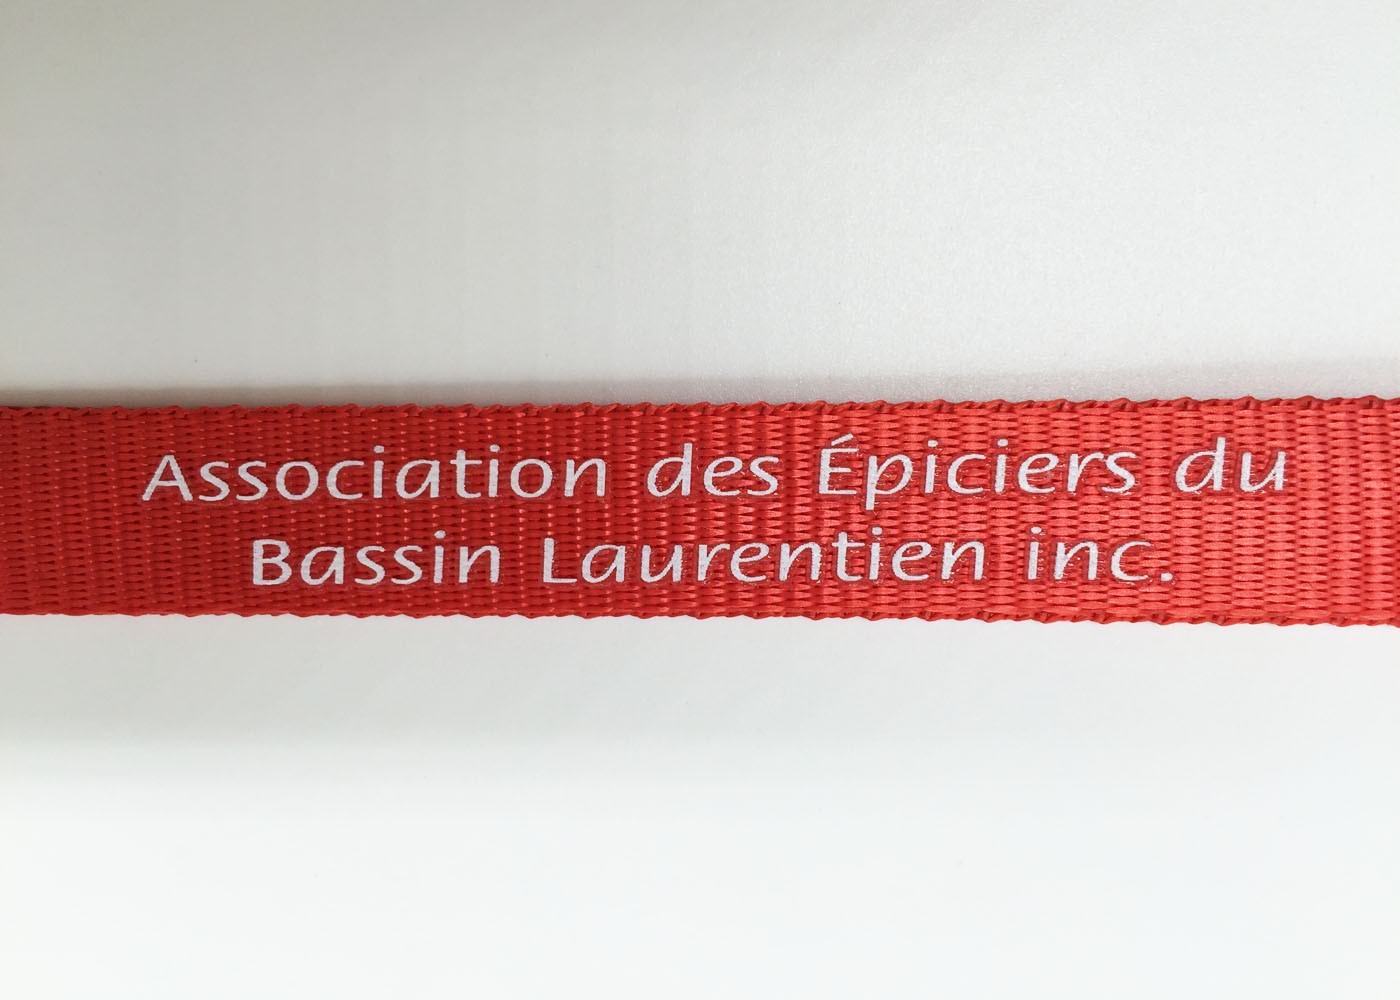 Association des Épiciers du
Bassin Laurentien inc.